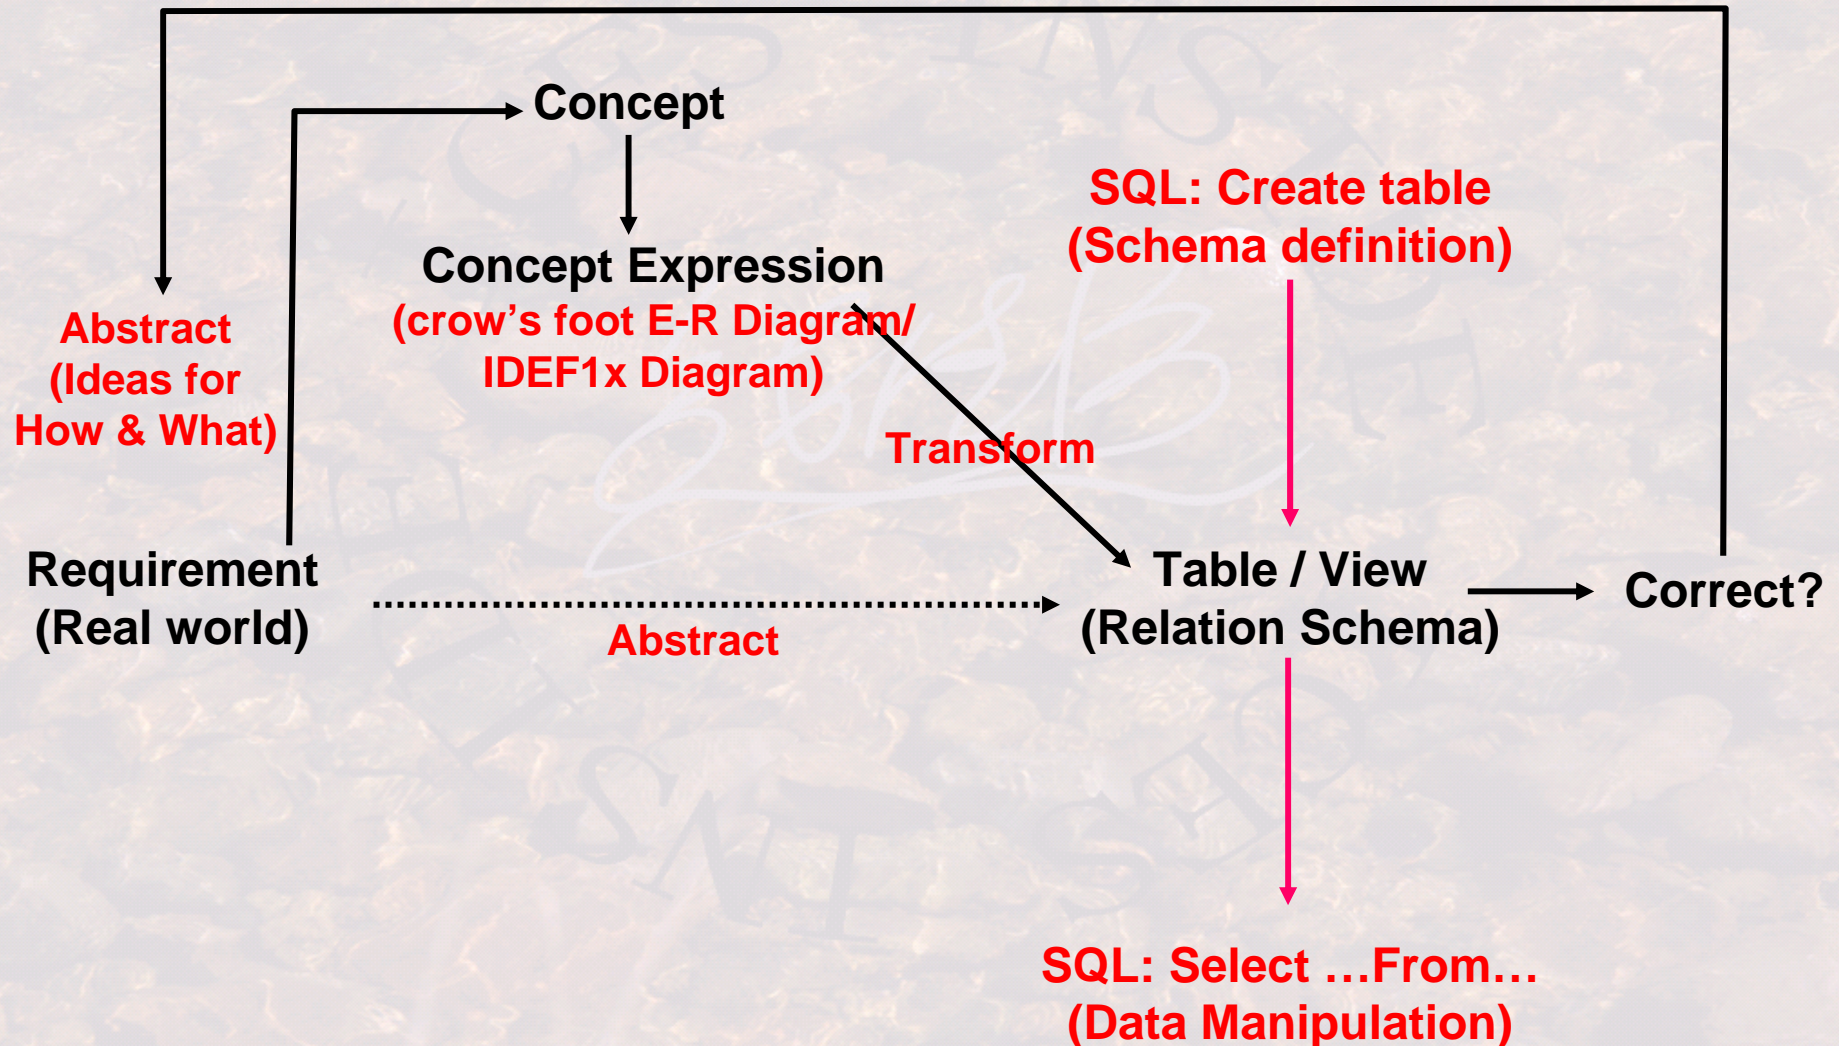 Concept
SQL: Create table
(Schema definition)
Concept Expression
(crow’s foot E-R Diagram/
IDEF1x Diagram)
Abstract
(Ideas for
How & What)
Transform
Requirement
(Real world)
Abstract
Table / View
(Relation Schema)
Correct?
SQL: Select …From…
(Data Manipulation)